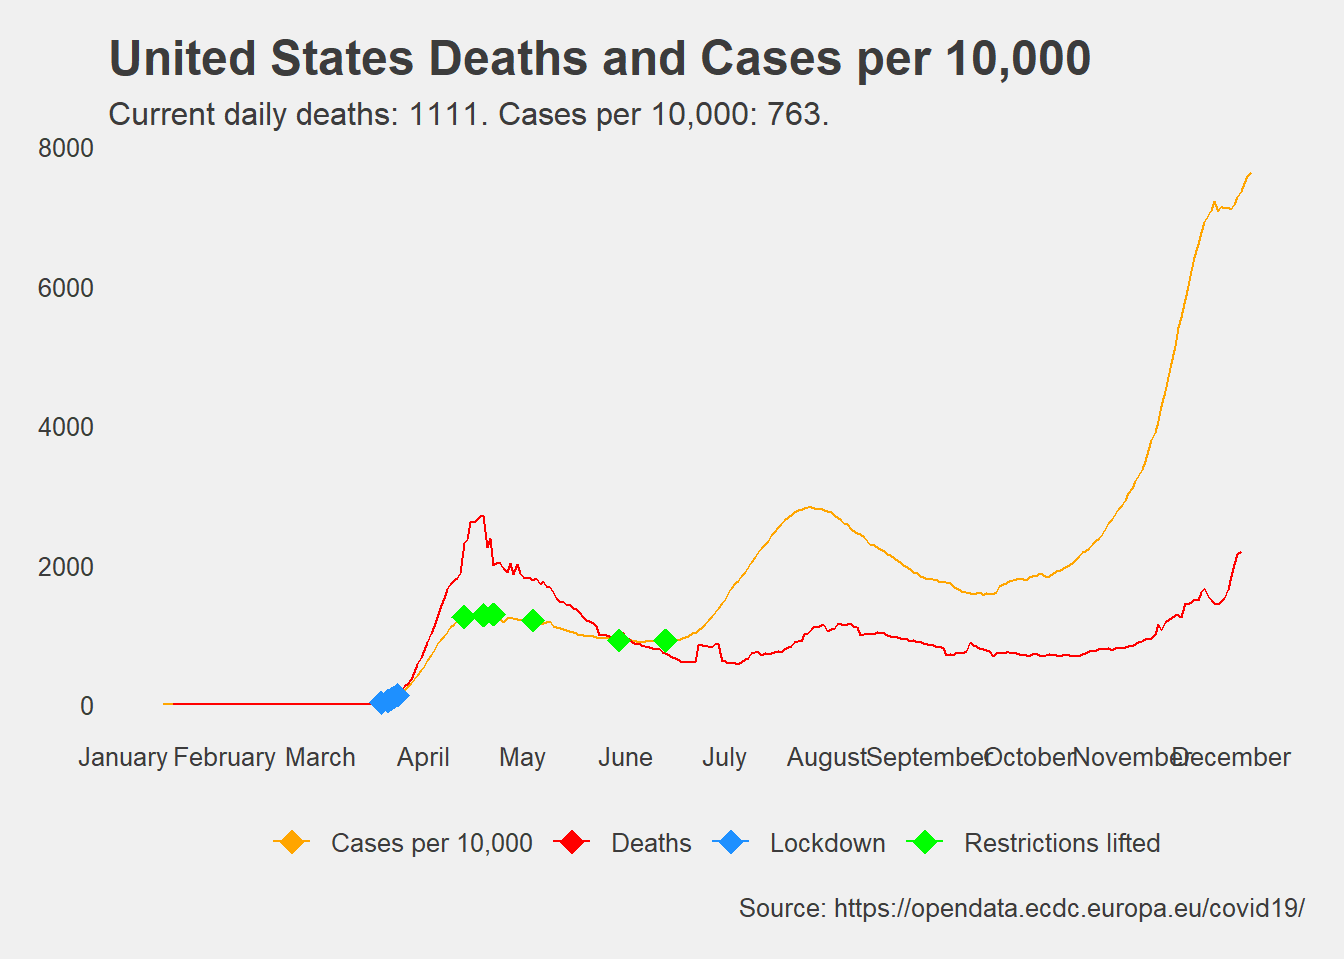 United States Deaths and Cases per 10,000
Current daily deaths: 1111. Cases per 10,000: 763.
8000
6000
4000
2000
0
January February March April May June July August September October November December
Cases per 10,000 Deaths Lockdown Restrictions lifted
Source: https://opendata.ecdc.europa.eu/covid19/